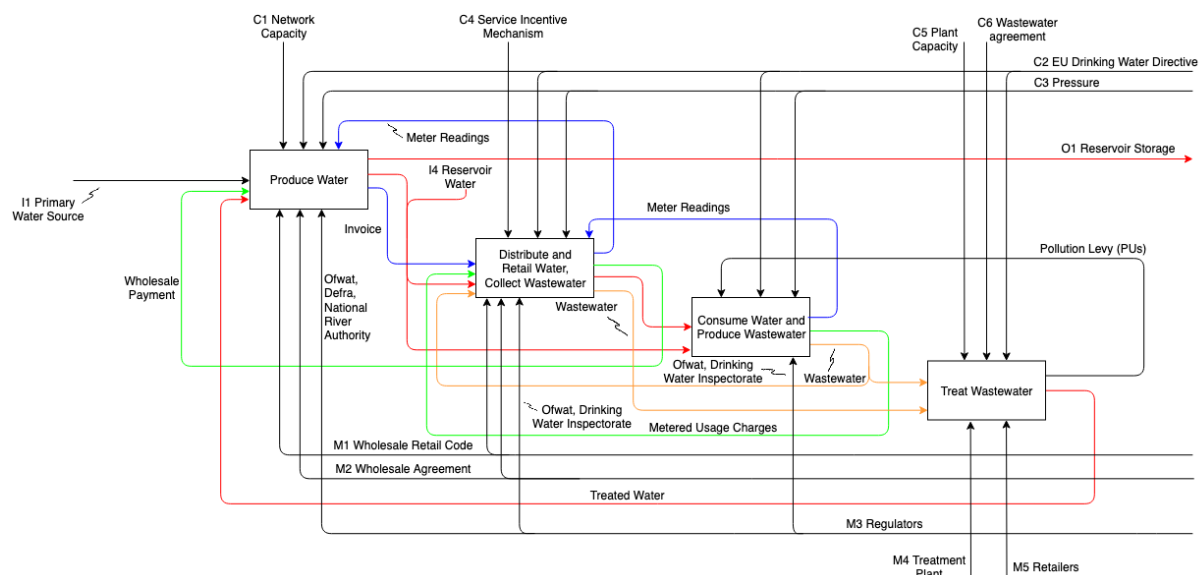 C1 Network
Capacity
C4 Service Incentive
Mechanism
C5 Plant
Capacity
C6 Wastewater
agreement
C2 EU Drinking Water Directive
C3 Pressure
Meter Readings
O1 Reservoir Storage
Produce Water
I4 Reservoir
Water
I1 Primary
Water Source
Meter Readings
Invoice
Distribute and
Retail Water,
Collect Wastewater
Pollution Levy (PUs)
Wholesale
Payment
Ofwat,
Defra,
National
River
Authority
Wastewater
Consume Water and
Produce Wastewater
Ofwat, Drinking
Water Inspectorate
Wastewater
Treat Wastewater
Ofwat, Drinking
Water Inspectorate
Metered Usage Charges
M1 Wholesale Retail Code
M2 Wholesale Agreement
Treated Water
M3 Regulators
M4 Treatment
Plant
M5 Retailers